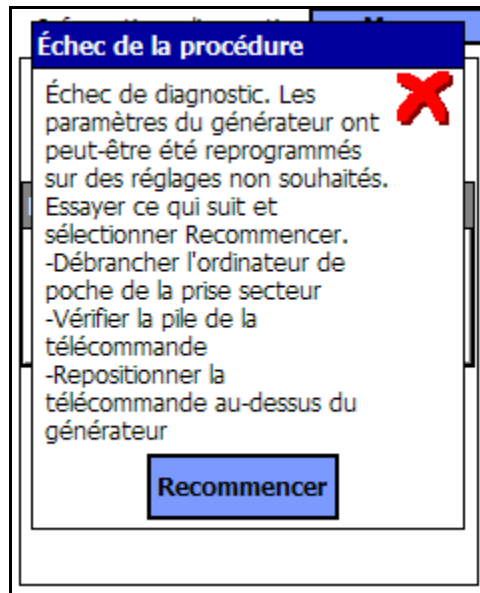 Échec de la procédure
Échec de diagnostic. Les
paramètres du générateur ont
peut-être été reprogrammés
sur des réglages non souhaités.
Essayer ce qui suit et
sélectionner Recommencer.
-Débrancher l'ordinateur de
poche de la prise secteur
-Vérifier la pile de la
télécommande
-Repositionner la
télécommande au-dessus du
générateur
Recommencer